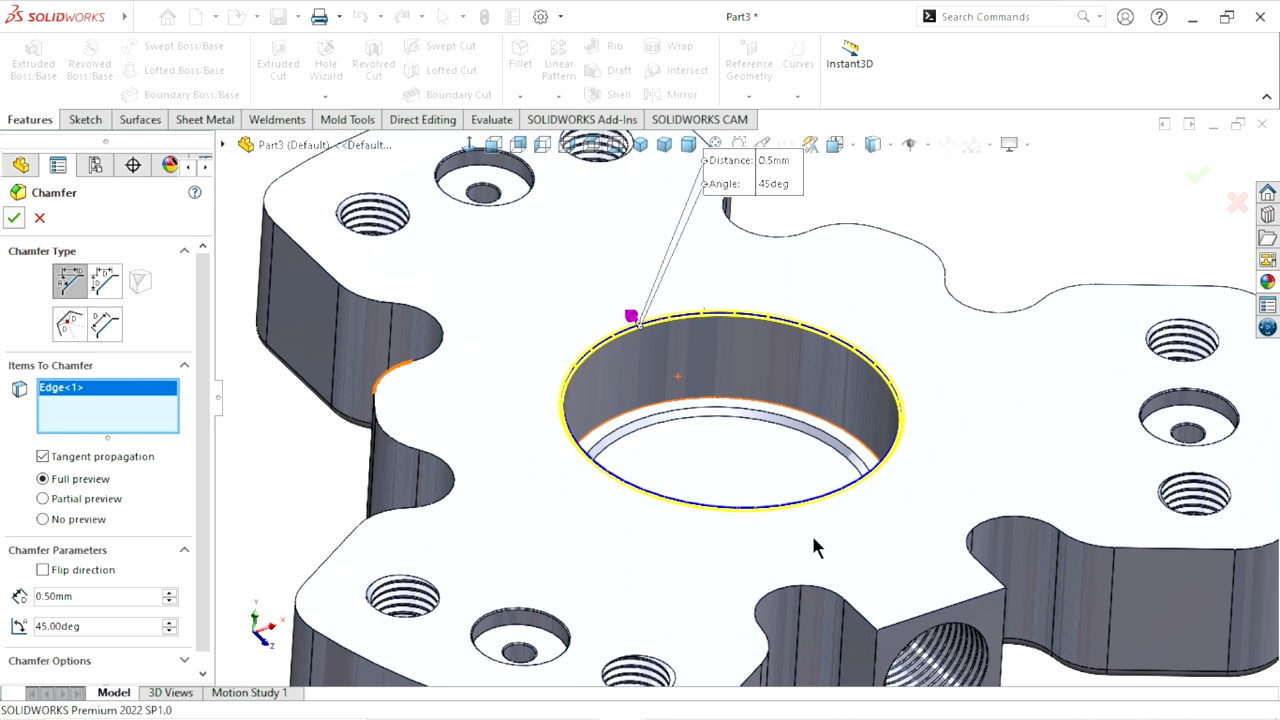 SOLIDWORKS
Part3 *
Search Commands
Extruded Boss/Base
Revolved Boss/Base
Swept Boss/Base
Lofted Boss/Base
Boundary Boss/Base
Extruded Cut
Hole Wizard
Revolved Cut
Swept Cut
Lofted Cut
Boundary Cut
Fillet
Linear Pattern
Rib
Draft
Shell
Wrap
Intersect
Mirror
Reference Geometry
Curves
Instant3D
Features
Sketch
Surfaces
Sheet Metal
Weldments
Mold Tools
Direct Editing
Evaluate
SOLIDWORKS Add-Ins
SOLIDWORKS CAM
Part3 (Default) <<Default...
Distance: 0.5mm
Angle: 45deg
Chamfer
Chamfer Type
Items To Chamfer
Edge<1>
Tangent propagation
Full preview
Partial preview
No preview
Chamfer Parameters
Flip direction
0.50mm
45.00deg
Chamfer Options
Model
3D Views
Motion Study 1
SOLIDWORKS Premium 2022 SP1.0